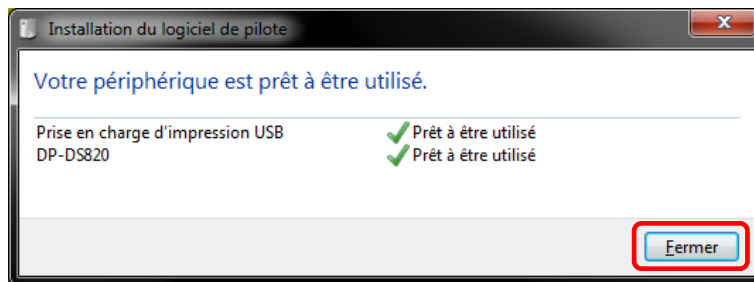 Installation du logiciel de pilote
Votre périphérique est prêt à être utilisé.
Prise en charge d'impression USB Prêt à être utilisé
DP-DS820 Prêt à être utilisé
Fermer